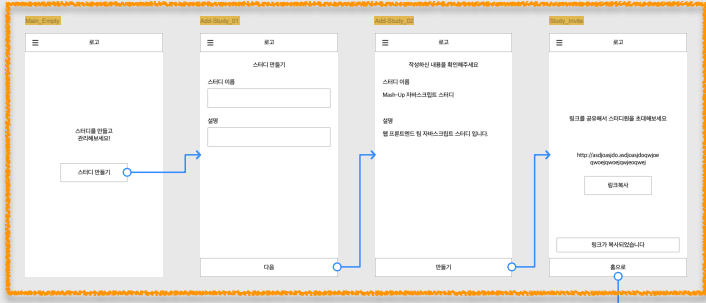 Main_Empty
로고
스터디를 만들고
관리해보세요!
스터디 만들기
Add-Study_01
로고
스터디 만들기
스터디 이름
설명
다음
Add-Study_02
로고
작성하신 내용을 확인해주세요
스터디 이름
Mash-Up 자바스크립트 스터디
설명
웹 프론트엔드 팀 자바스크립트 스터디 입니다.
만들기
Study_Invite
로고
링크를 공유해서 스터디원을 초대해보세요
링크복사
링크가 복사되었습니다
홈으로